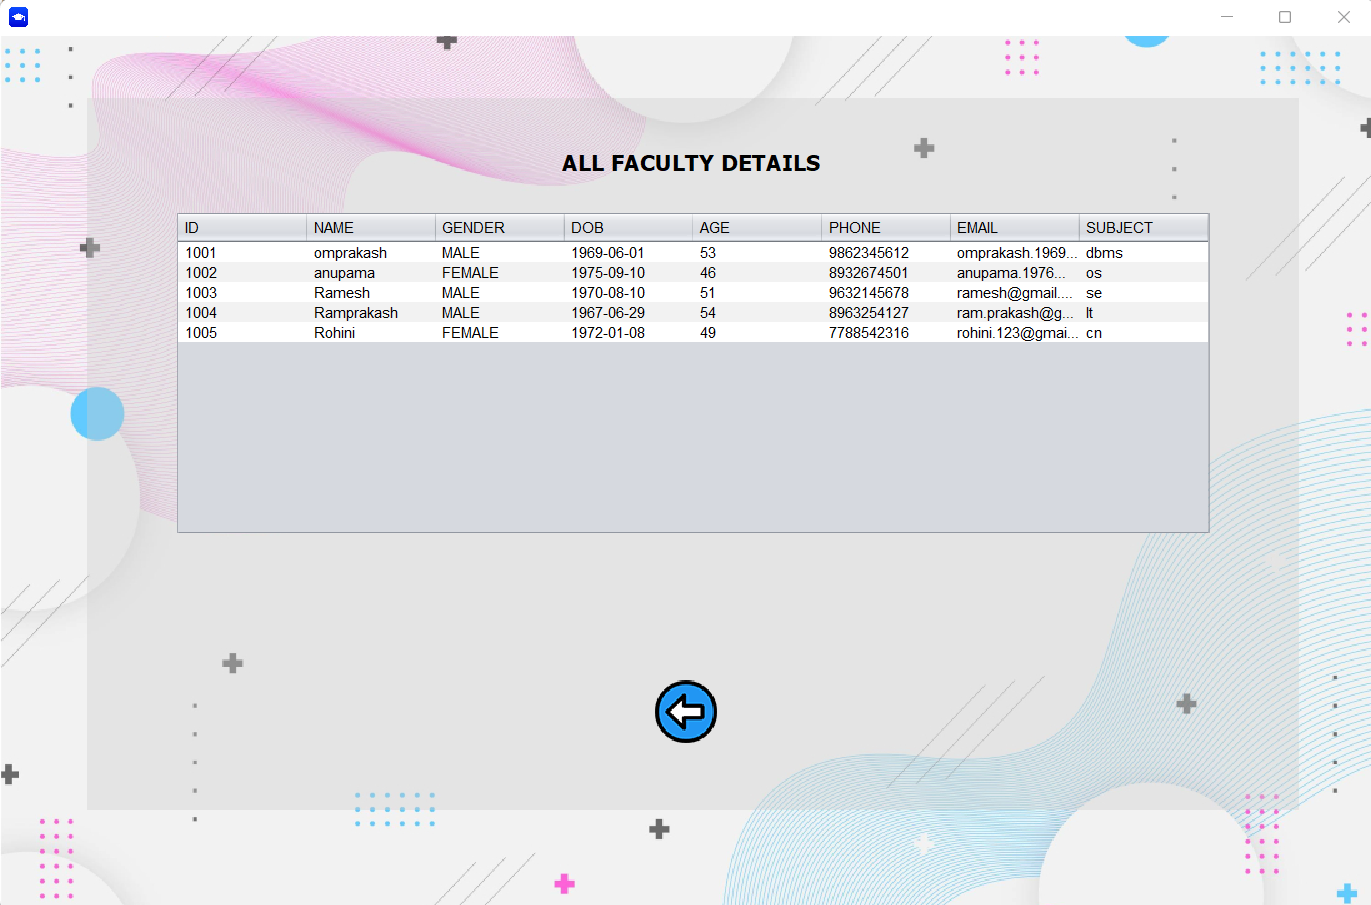 ALL FACULTY DETAILS
ID NAME GENDER DOB AGE PHONE EMAIL SUBJECT
1001 omprakash MALE 1969-06-01 53 9862345612 omprakash.1969... dbms
1002 anupama FEMALE 1975-09-10 46 8932674501 anupama.1976... os
1003 Ramesh MALE 1970-08-10 51 9632145678 ramesh@gmail.... se
1004 Ramprakash MALE 1967-06-29 54 8963254127 ram.prakash@g... lt
1005 Rohini FEMALE 1972-01-08 49 7788542316 rohini.123@gmai... cn